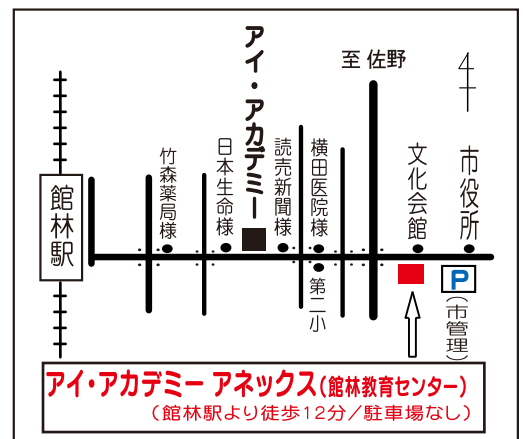 至 佐野
4
アイ・アカデミー
館林駅
竹森薬局様
日本生命様
読売新聞様
横田医院様
文化会館
市役所
第二小
P
(市管理)
アイ・アカデミー アネックス(館林教育センター)
(館林駅より徒歩12分/駐車場なし)